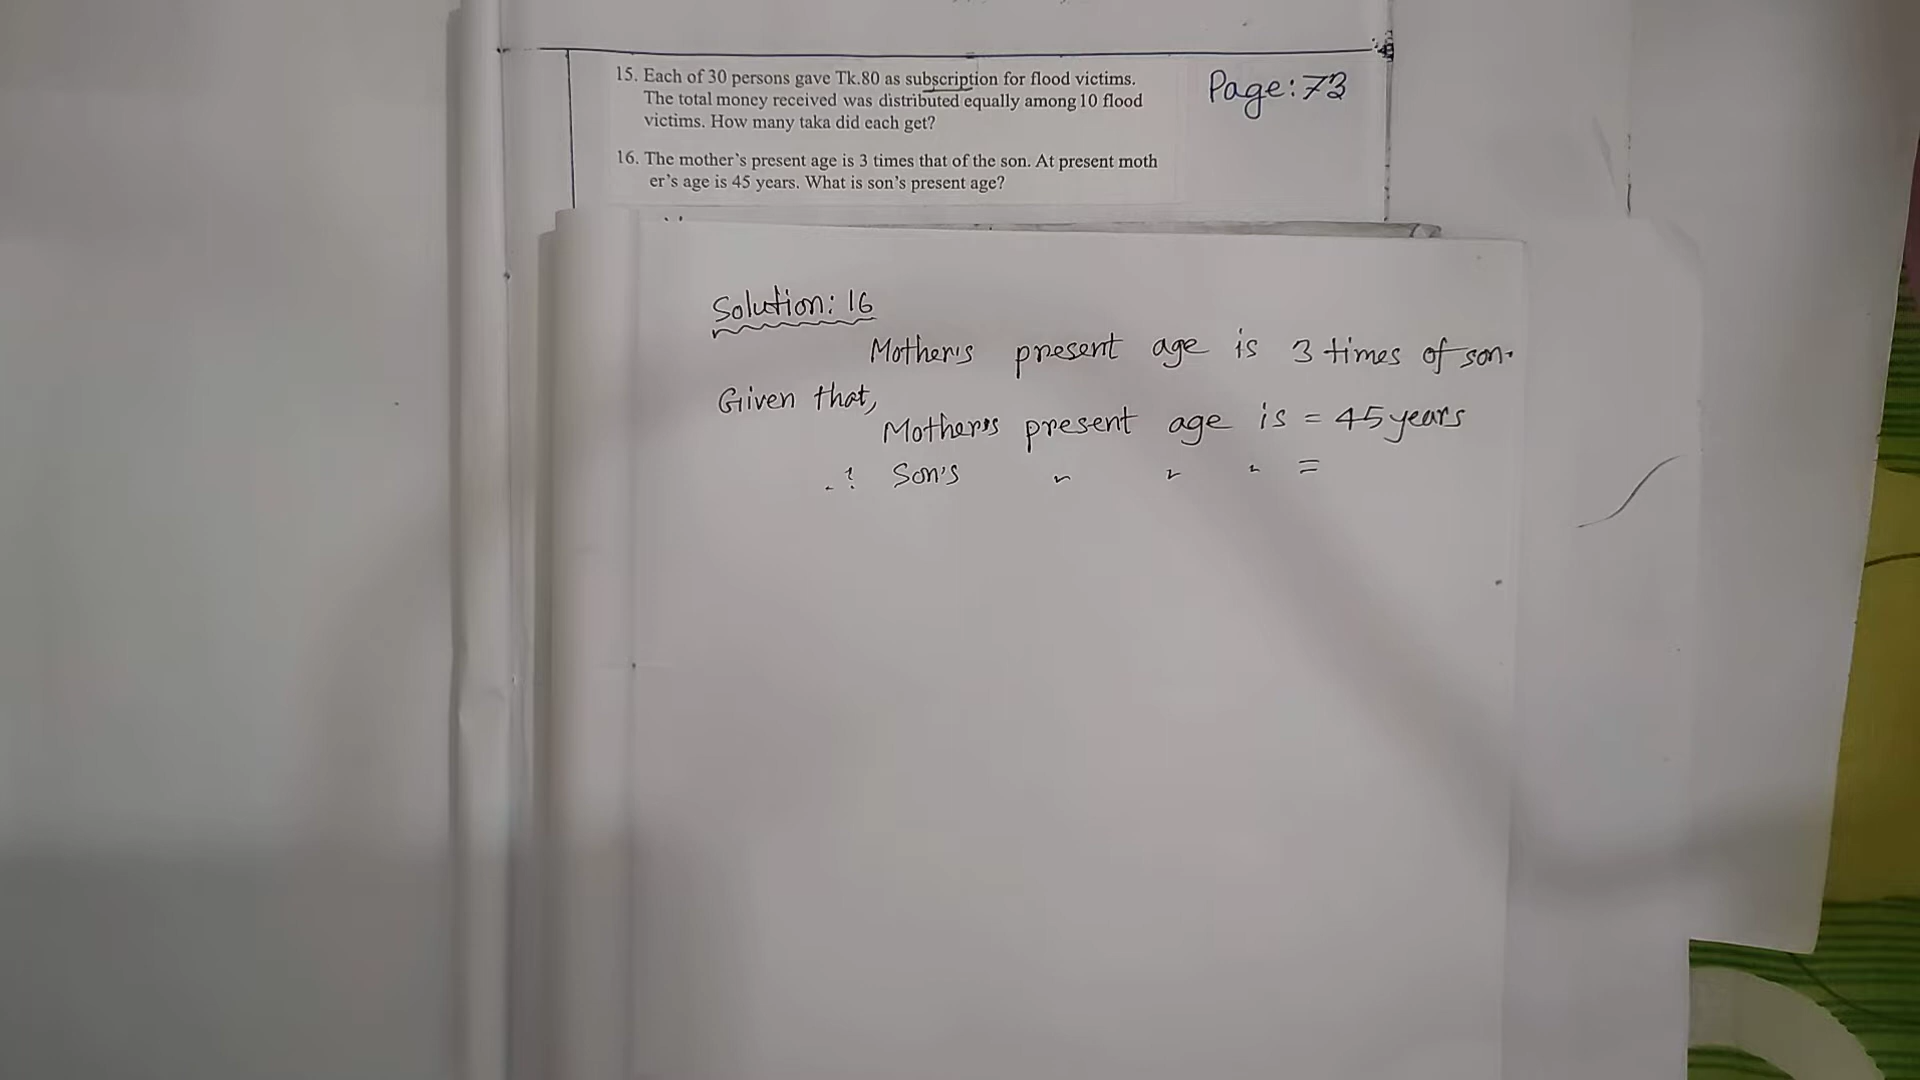 15. Each of 30 persons gave Tk.80 as subscription for flood victims.
The total money received was distributed equally among 10 flood
victims. How many taka did each get?
Page:73
16. The mother's present age is 3 times that of the son. At present moth
er's age is 45 years. What is son's present age?
Solution: 16
Mother's present age is 3 times of son.
Given that,
Mother's present age is = 45 years
∴ Son's " " " =